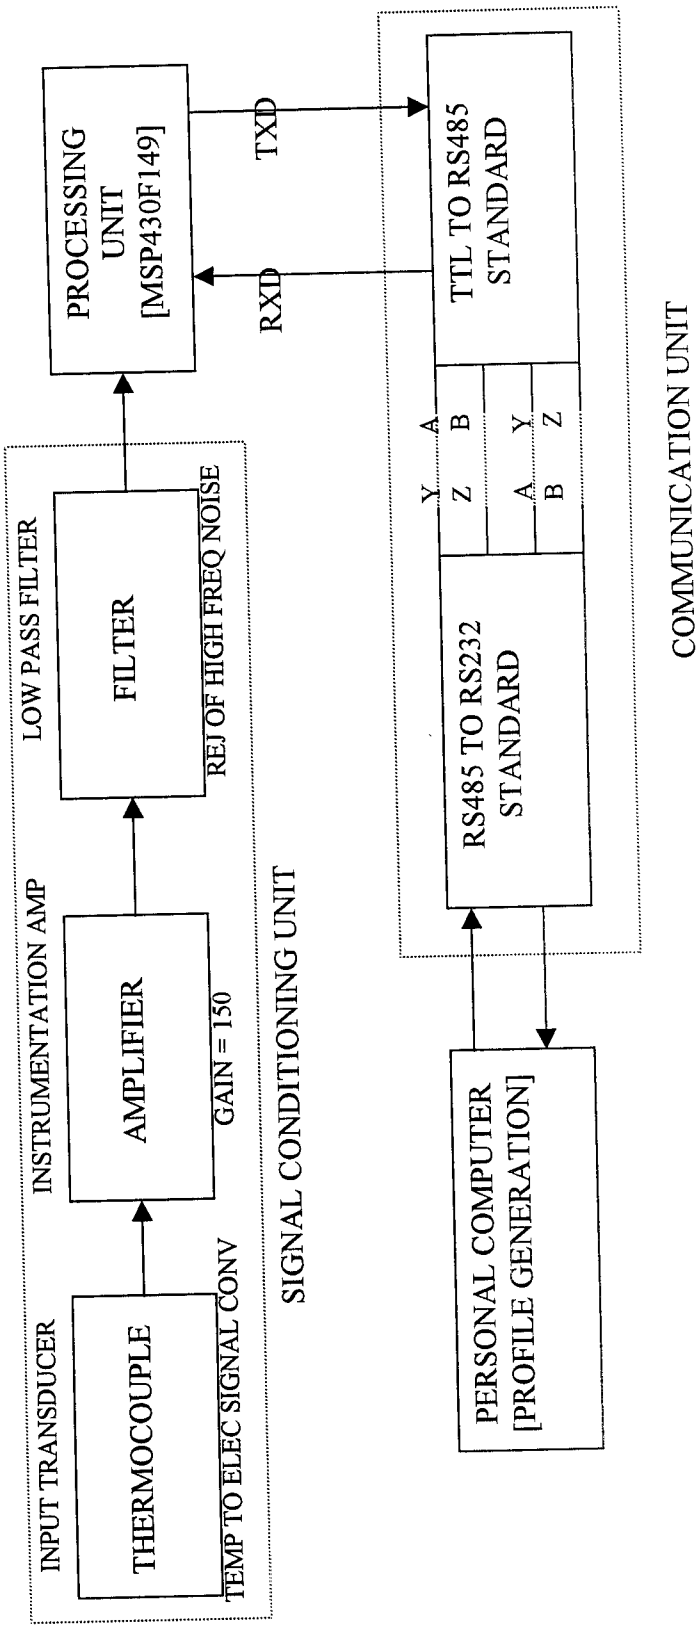 INPUT TRANSDUCER
THERMOCOUPLE
TEMP TO ELEC SIGNAL CONV
INSTRUMENTATION AMP
AMPLIFIER
GAIN = 150
LOW PASS FILTER
FILTER
REJ OF HIGH FREQ NOISE
SIGNAL CONDITIONING UNIT
PROCESSING
UNIT
[MSP430F149]
RXD
TXD
PERSONAL COMPUTER
[PROFILE GENERATION]
RS485 TO RS232
STANDARD
Y A
Z B
A Y
B Z
TTL TO RS485
STANDARD
COMMUNICATION UNIT